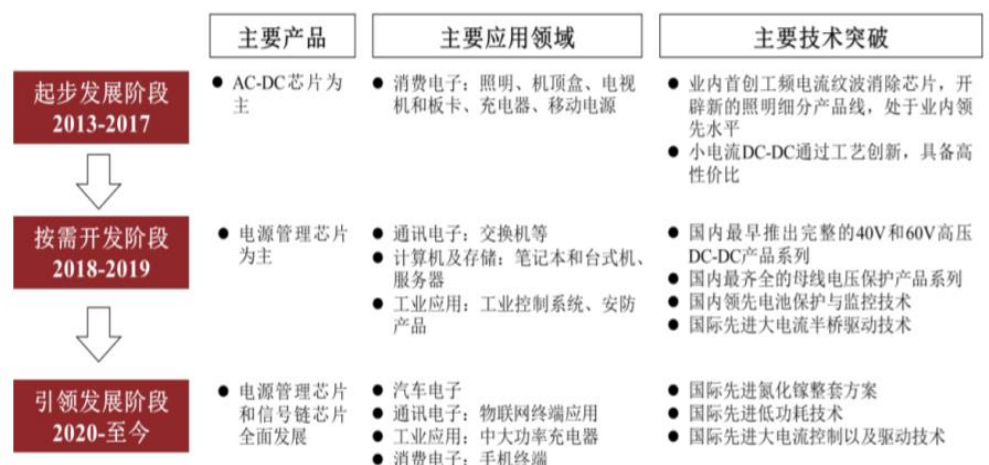 主要产品
主要应用领域
主要技术突破
起步发展阶段
2013-2017
● AC-DC芯片为
主
● 消费电子：照明、机顶盒、电视
机和板卡、充电器、移动电源
● 业内首创工频电流纹波消除芯片，开
辟新的照明细分产品线，处于业内领
先水平
● 小电流DC-DC通过工艺创新，具备高
性价比
按需开发阶段
2018-2019
● 电源管理芯片
为主
● 通讯电子：交换机等
● 计算机及存储：笔记本和台式机、
服务器
● 工业应用：工业控制系统、安防
产品
● 国内最早推出完整的40V和60V高压
DC-DC产品系列
● 国内最齐全的母线电压保护产品系列
● 国内领先电池保护与监控技术
● 国际先进大电流半桥驱动技术
引领发展阶段
2020-至今
● 电源管理芯片
和信号链芯片
全面发展
● 汽车电子
● 通讯电子：物联网终端应用
● 工业应用：中大功率充电器
● 消费电子：手机终端
● 国际先进氮化镓整套方案
● 国际先进低功耗技术
● 国际先进大电流控制以及驱动技术